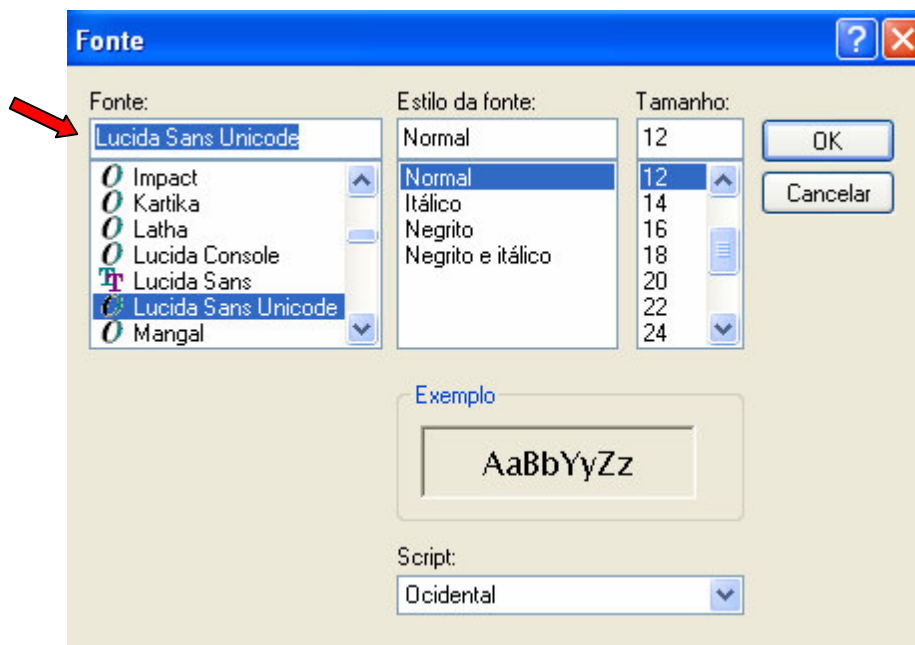 Fonte
Fonte:
Estilo da fonte:
Tamanho:
Lucida Sans Unicode
Normal
12
OK
Impact
Kartika
Latha
Lucida Console
Lucida Sans
Lucida Sans Unicode
Mangal
Normal
Itálico
Negrito
Negrito e itálico
12
14
16
18
20
22
24
Cancelar
Exemplo
AaBbYyZz
Script:
Ocidental